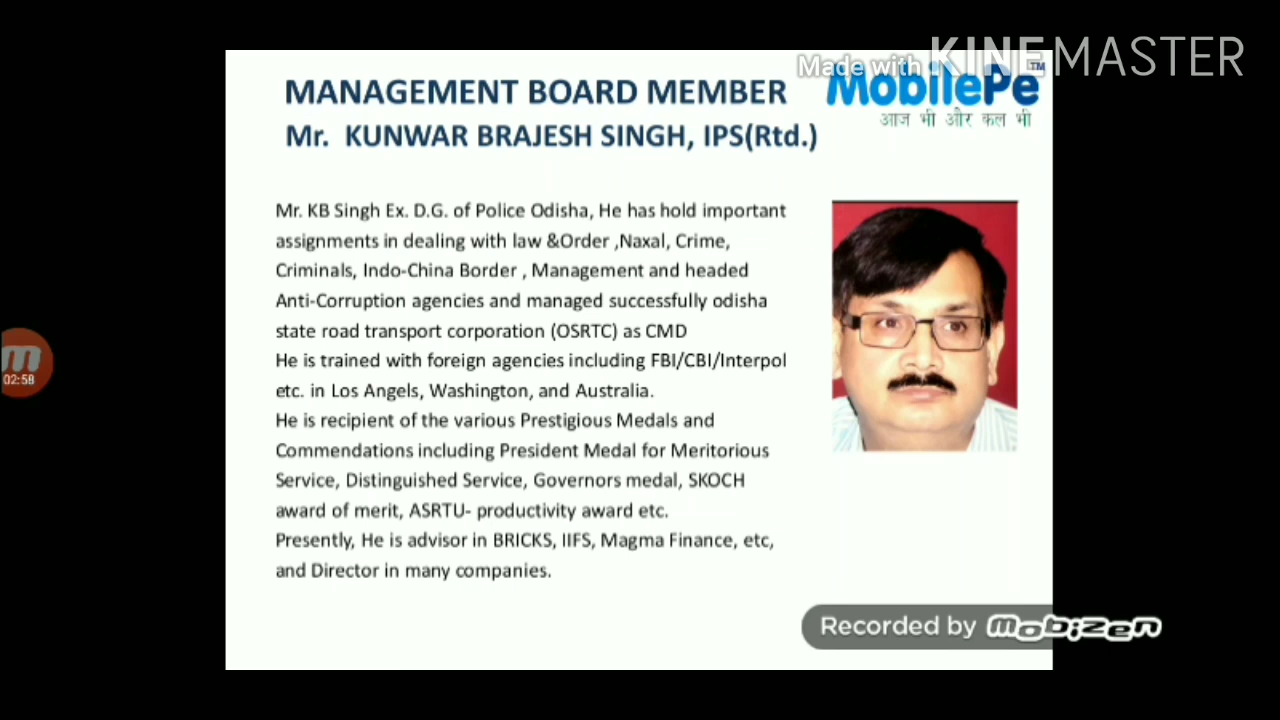 Made with KINEMASTER
MANAGEMENT BOARD MEMBER
MobilePe™
Mr. KUNWAR BRAJESH SINGH, IPS(Rtd.)
आज भी और कल भी
Mr. KB Singh Ex. D.G. of Police Odisha, He has hold important
assignments in dealing with law &Order ,Naxal, Crime,
Criminals, Indo-China Border , Management and headed
Anti-Corruption agencies and managed successfully odisha
state road transport corporation (OSRTC) as CMD
He is trained with foreign agencies including FBI/CBI/Interpol
etc. in Los Angels, Washington, and Australia.
He is recipient of the various Prestigious Medals and
Commendations including President Medal for Meritorious
Service, Distinguished Service, Governors medal, SKOCH
award of merit, ASRTU- productivity award etc.
Presently, He is advisor in BRICKS, IIFS, Magma Finance, etc,
and Director in many companies.
m
02:58
Recorded by mobizen